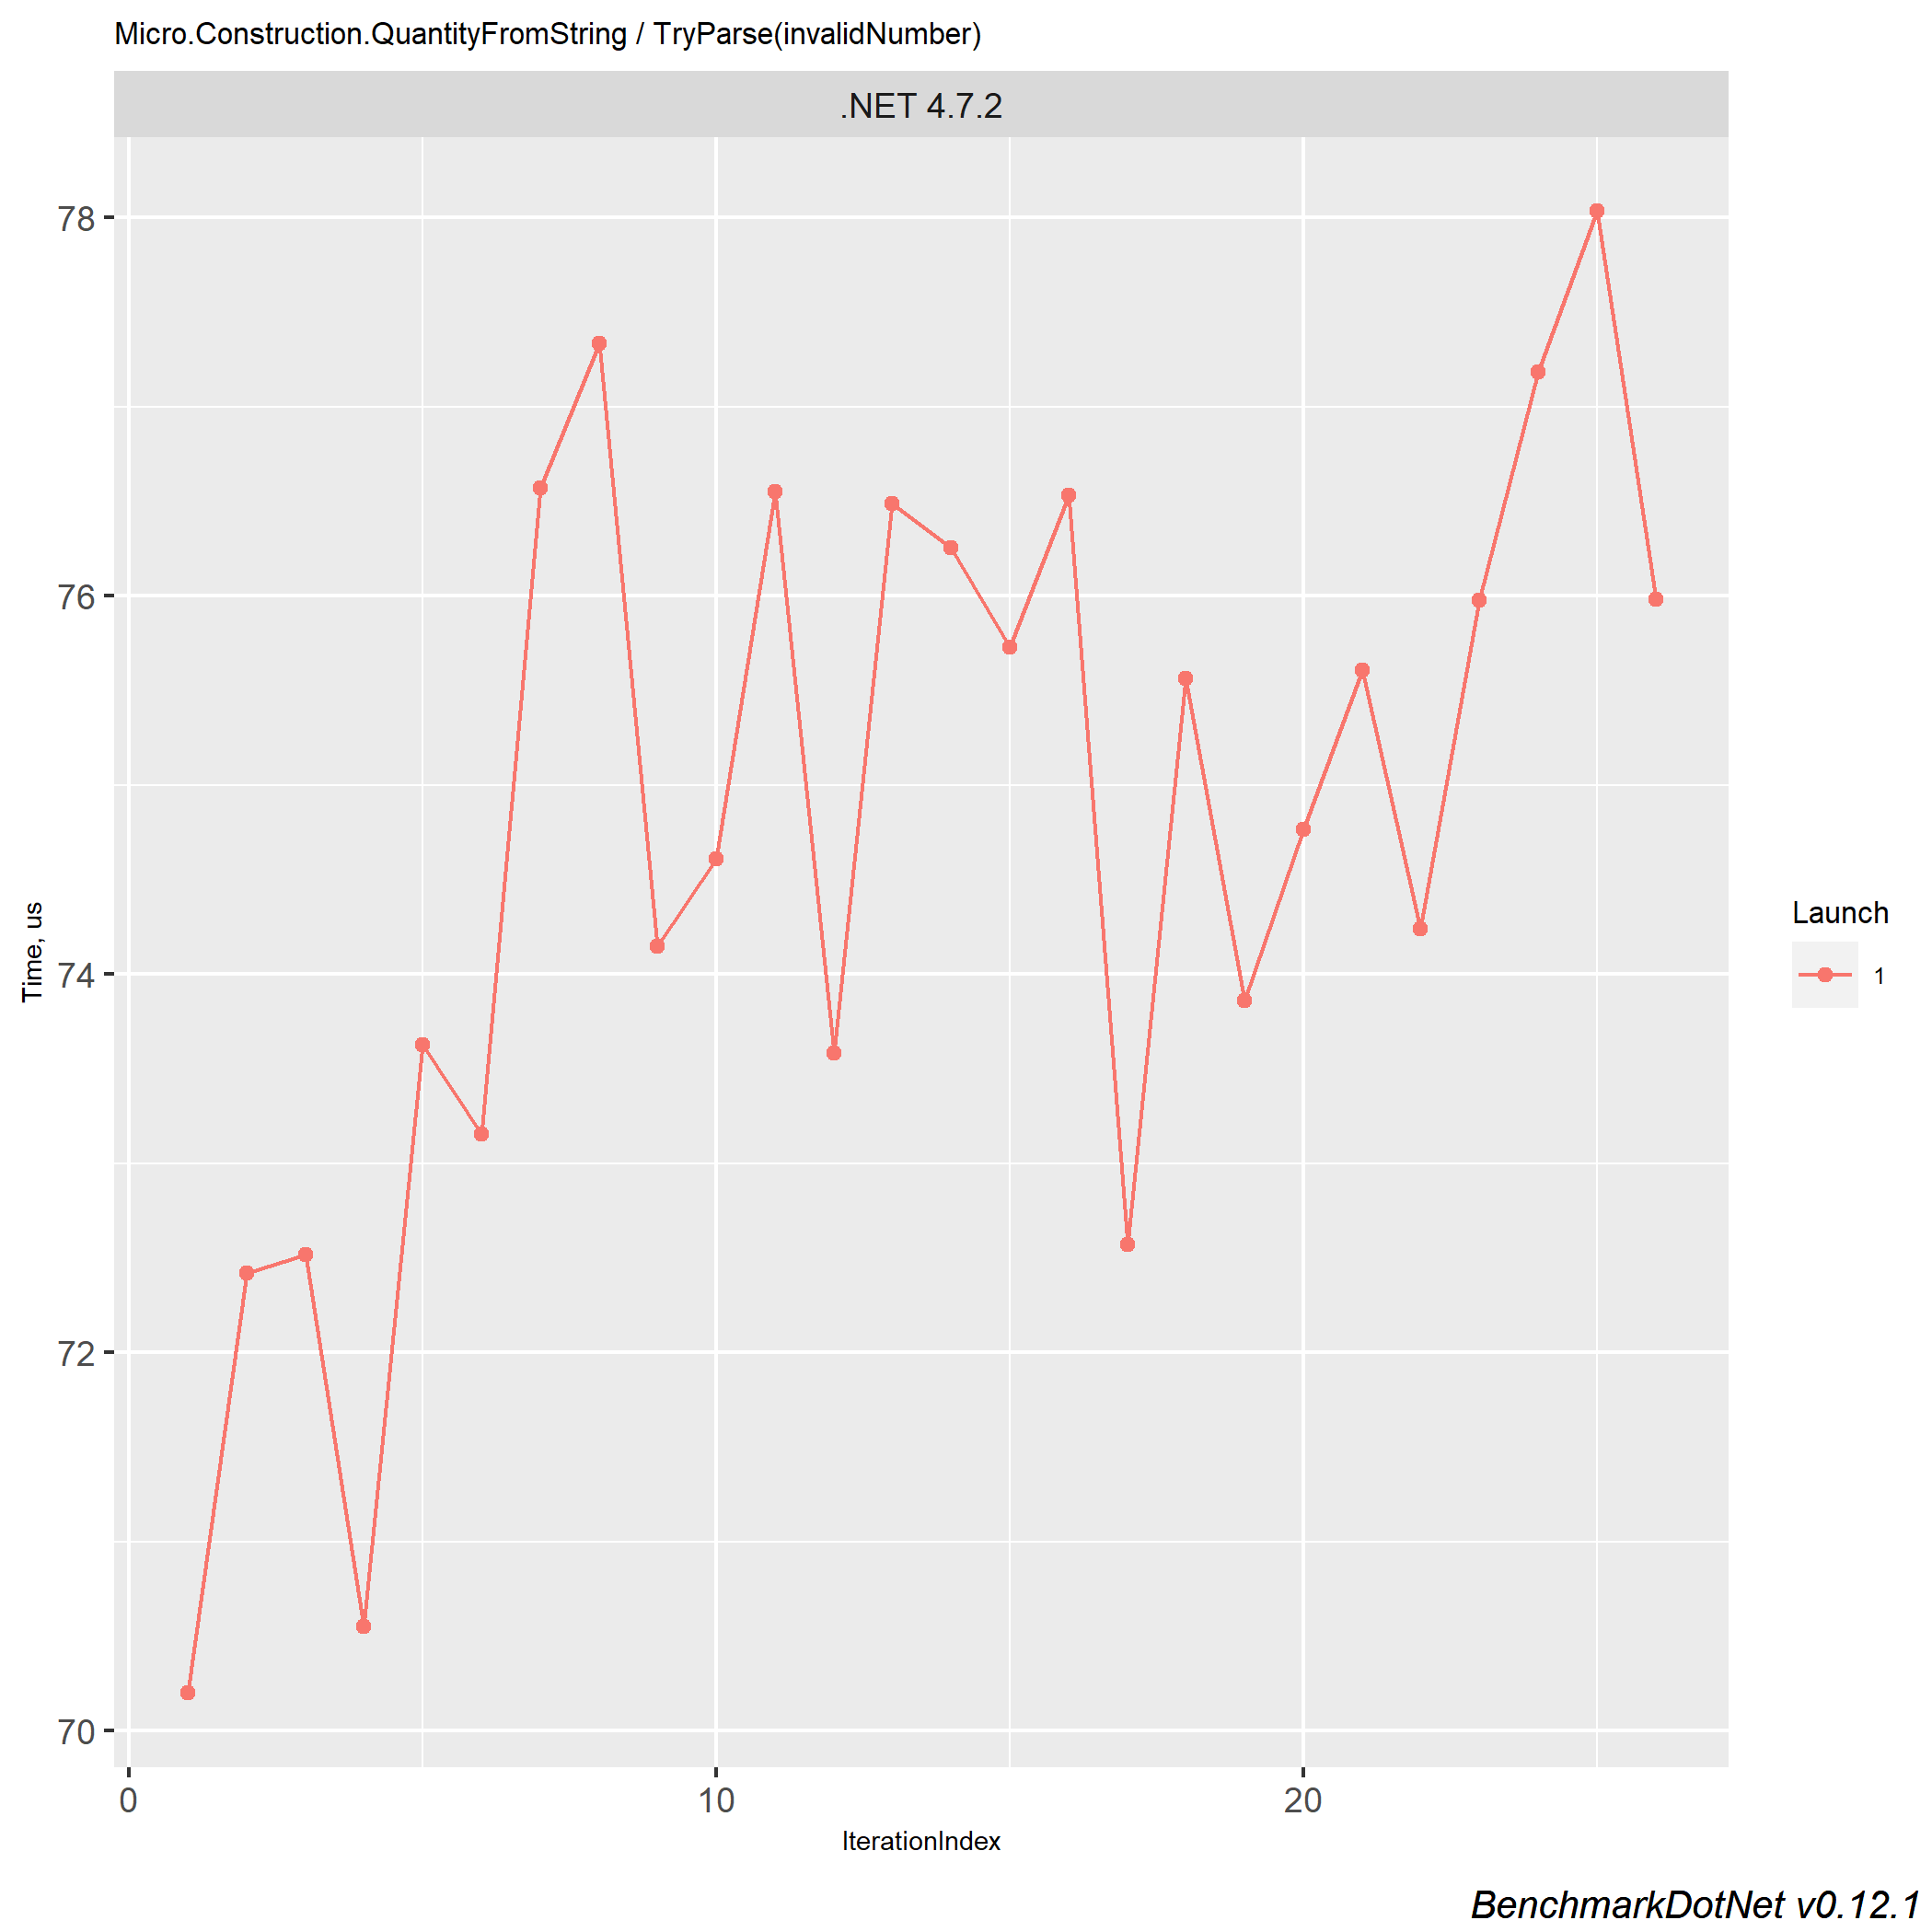 Micro.Construction.QuantityFromString / TryParse(invalidNumber)
.NET 4.7.2
78
76
74
72
70
Time, us
0 10 20
IterationIndex
Launch
1
BenchmarkDotNet v0.12.1